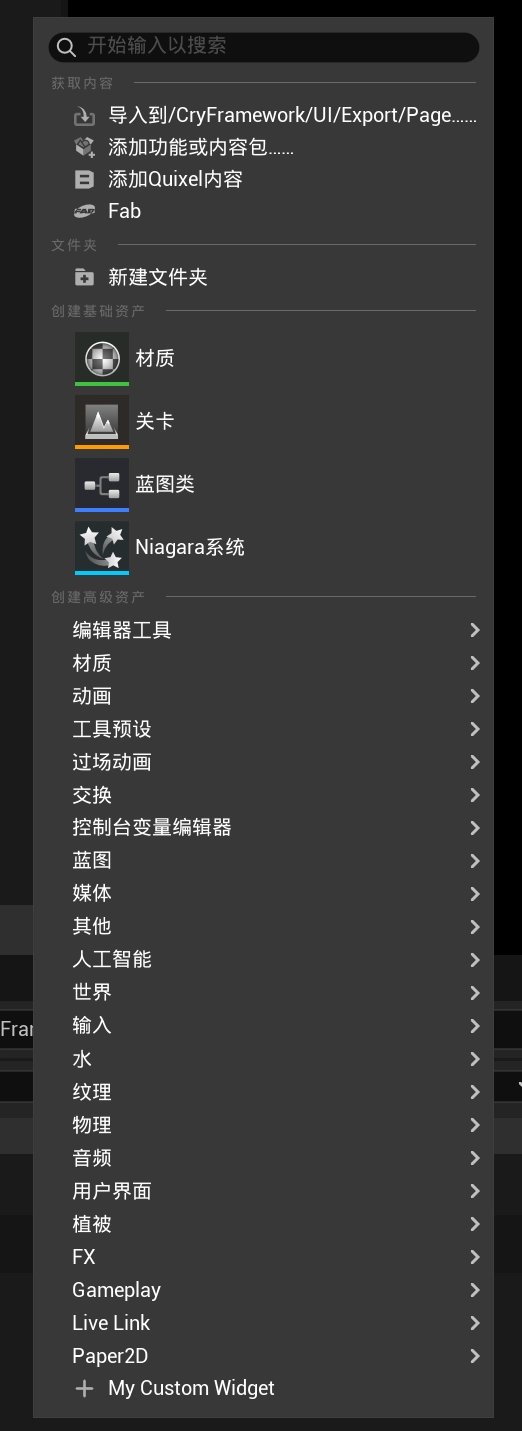 开始输入以搜索
获取内容
导入到/CryFramework/UI/Export/Page……
添加功能或内容包……
添加Quixel内容
Fab
文件夹
新建文件夹
创建基础资产
材质
关卡
蓝图类
Niagara系统
创建高级资产
编辑器工具
材质
动画
工具预设
过场动画
交换
控制台变量编辑器
蓝图
媒体
其他
人工智能
世界
Fran
输入
水
纹理
物理
音频
用户界面
植被
FX
Gameplay
Live Link
Paper2D
My Custom Widget